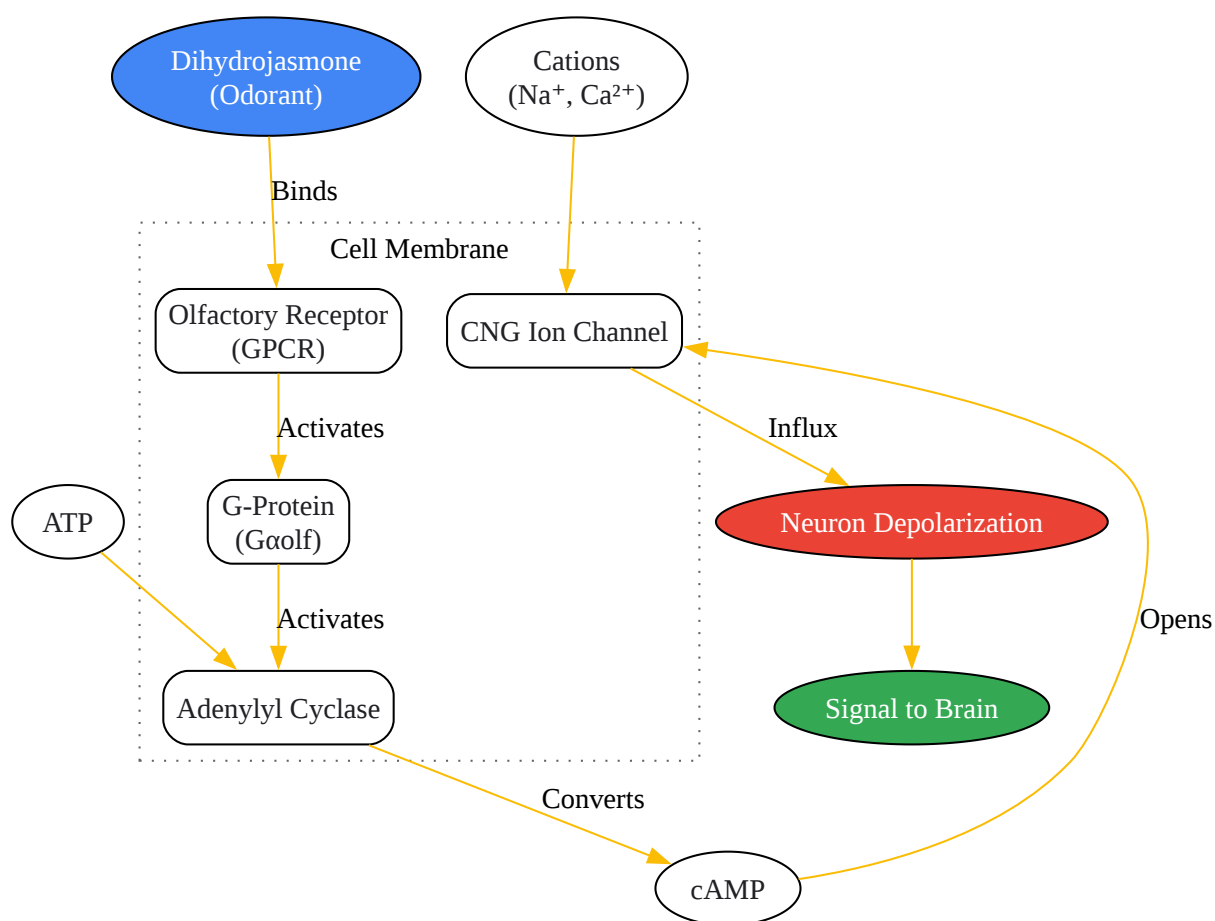 Dihydrojasmone
(Odorant)
Cations
(Na⁺, Ca²⁺)
Binds
Cell Membrane
Olfactory Receptor
(GPCR)
CNG Ion Channel
Activates
Influx
ATP
G-Protein
(Gαolf)
Neuron Depolarization
Activates
Opens
Adenylyl Cyclase
Signal to Brain
Converts
cAMP